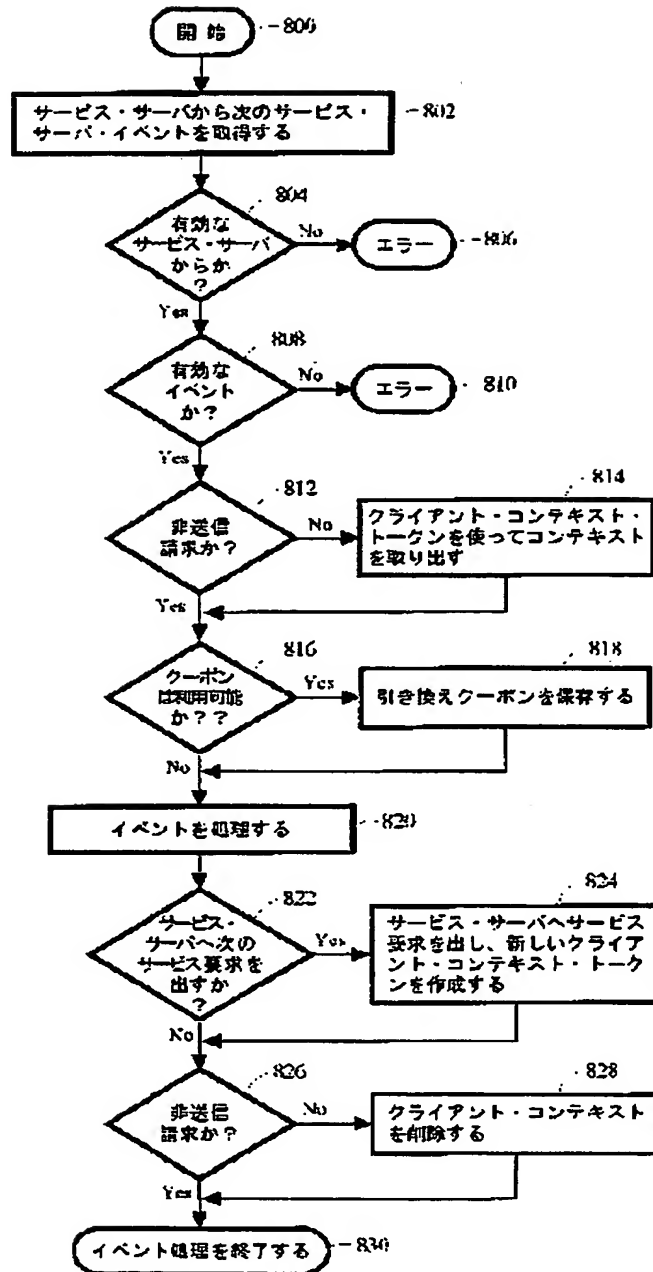 開始
800
サービス・サーバから次のサービス・
サーバ・イベントを取得する
802
804
有効な
サービス・サーバ
からか
?
No
エラー
806
Yes
808
有効な
イベント
か?
No
エラー
810
Yes
812
非送信
請求か?
No
814
クライアント・コンテキスト・
トークンを使ってコンテキスト
を取り出す
Yes
816
クーポン
は利用可能
か??
Yes
818
引き換えクーポンを保存する
No
イベントを処理する
820
822
サービス・
サーバへ次の
サービス要求を
出すか
?
Yes
824
サービス・サーバへサービス
要求を出し、新しいクライア
ント・コンテキスト・トーク
ンを作成する
No
826
非送信
請求か?
No
828
クライアント・コンテキスト
を削除する
Yes
イベント処理を終了する
830